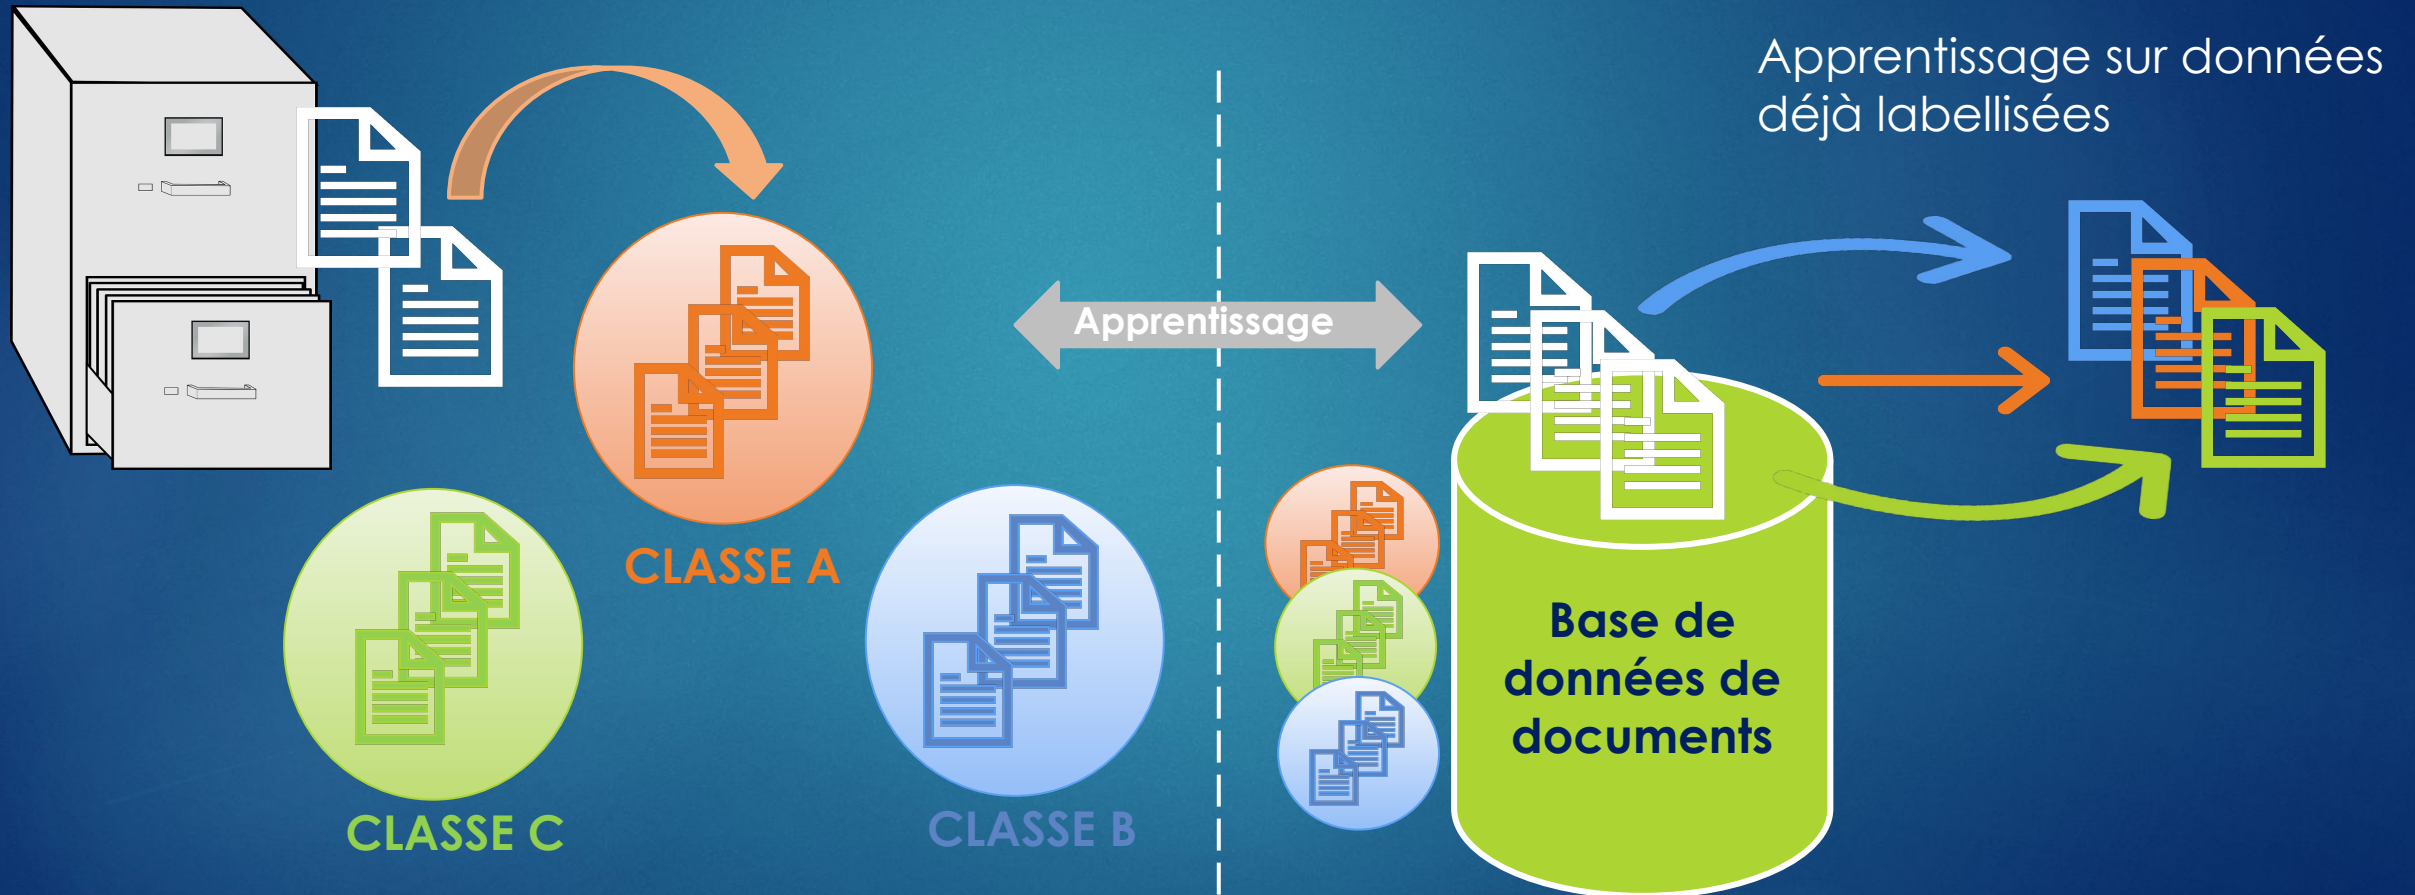 Apprentissage sur données
déjà labellisées
Apprentissage
CLASSE A
CLASSE C
CLASSE B
Base de
données de
documents